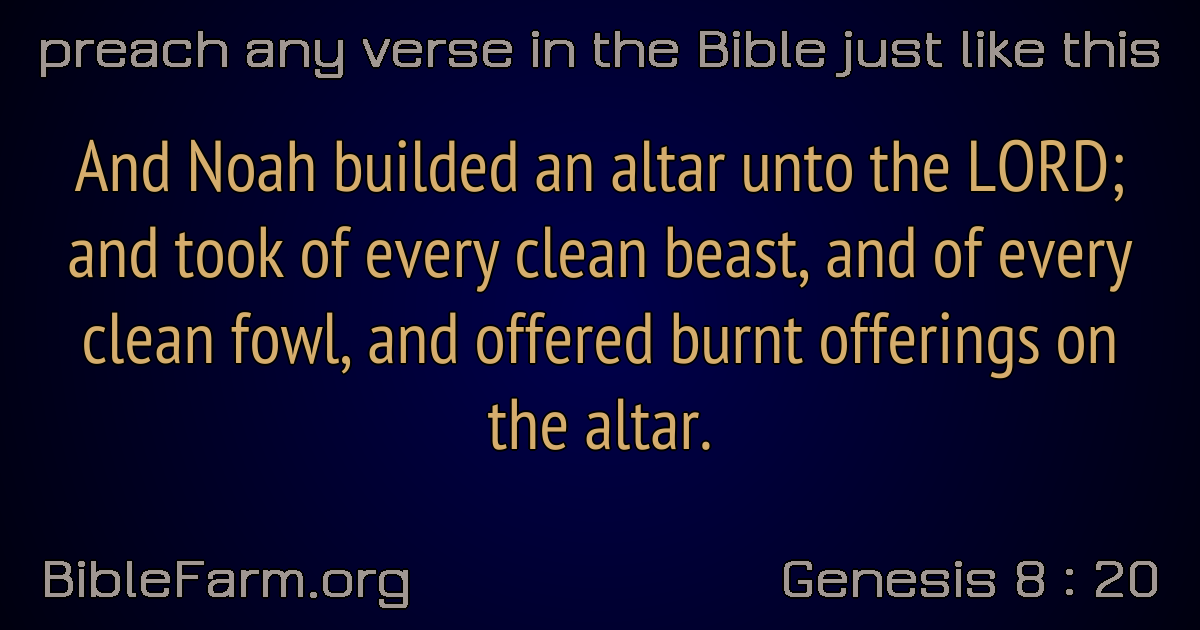 preach any verse in the Bible just like this
And Noah builded an altar unto the LORD;
and took of every clean beast, and of every
clean fowl, and offered burnt offerings on
the altar.
BibleFarm.org
Genesis 8 : 20